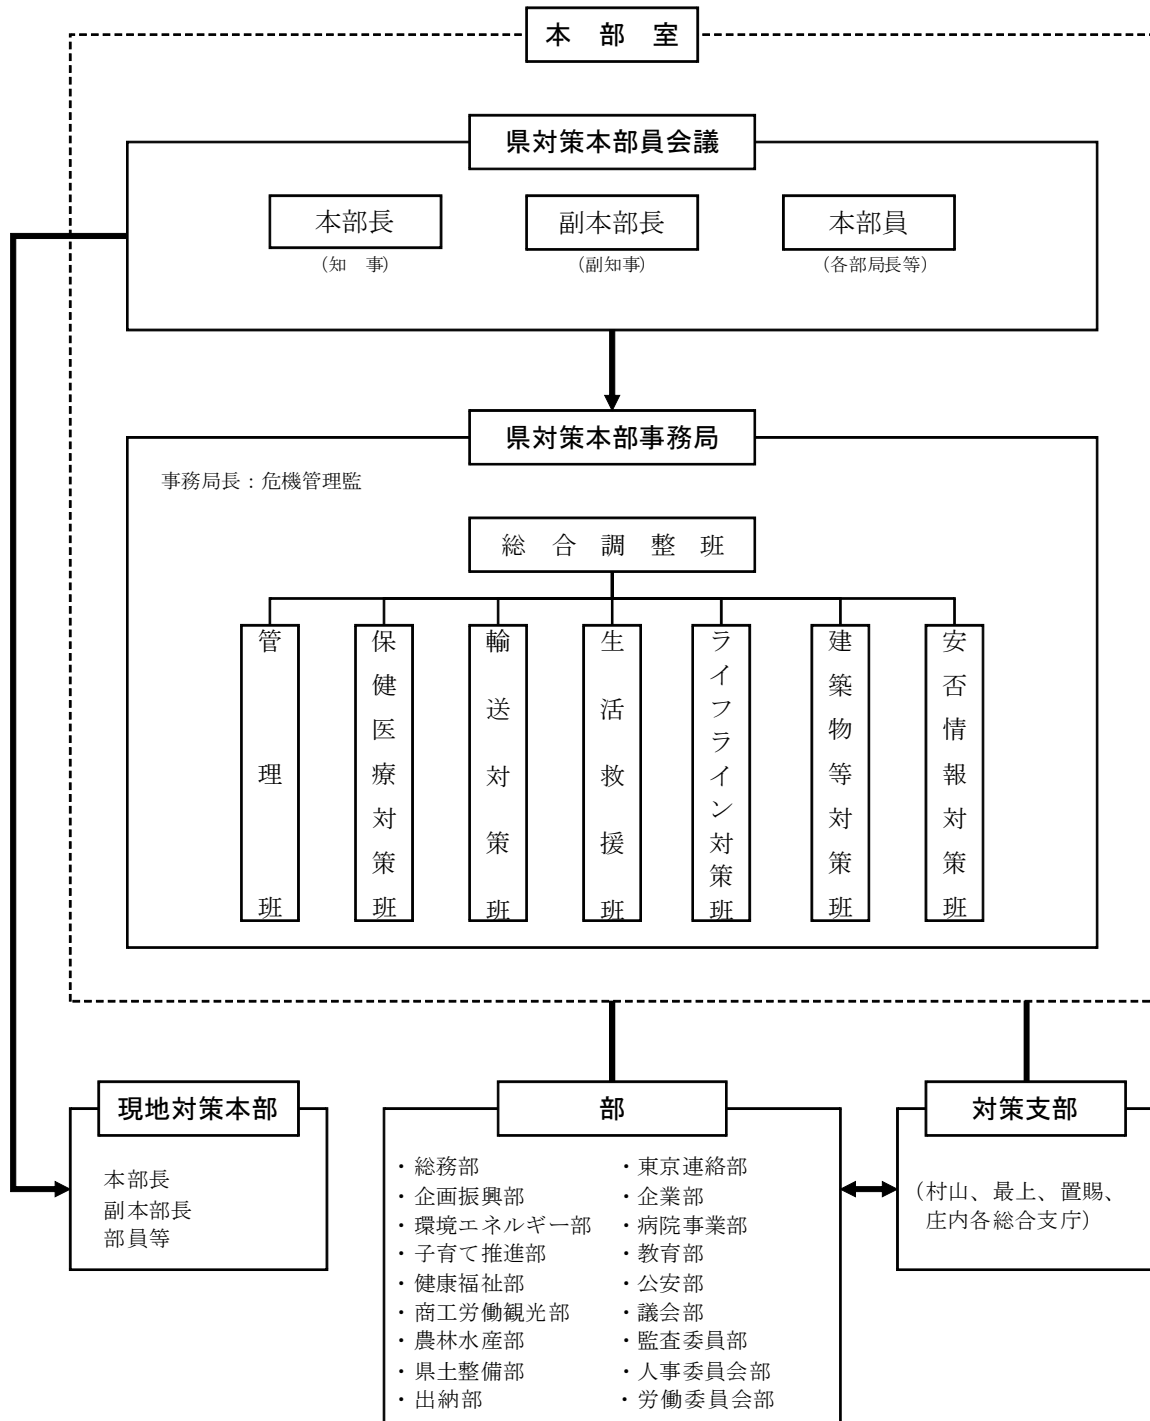 本部室
県対策本部員会議
本部長
副本部長
本部員
(知 事)
(副知事)
(各部局長等)
県対策本部事務局
事務局長：危機管理監
総合調整班
管理班
保健医療対策班
輸送対策班
生活救援班
ライフライン対策班
建築物等対策班
安否情報対策班
現地対策本部
本部長
副本部長
部員等
部
・総務部
・企画振興部
・環境エネルギー部
・子育て推進部
・健康福祉部
・商工労働観光部
・農林水産部
・県土整備部
・出納部
・東京連絡部
・企業部
・病院事業部
・教育部
・公安部
・議会部
・監査委員部
・人事委員会部
・労働委員会部
対策支部
（村山、最上、置賜、
庄内各総合支庁）